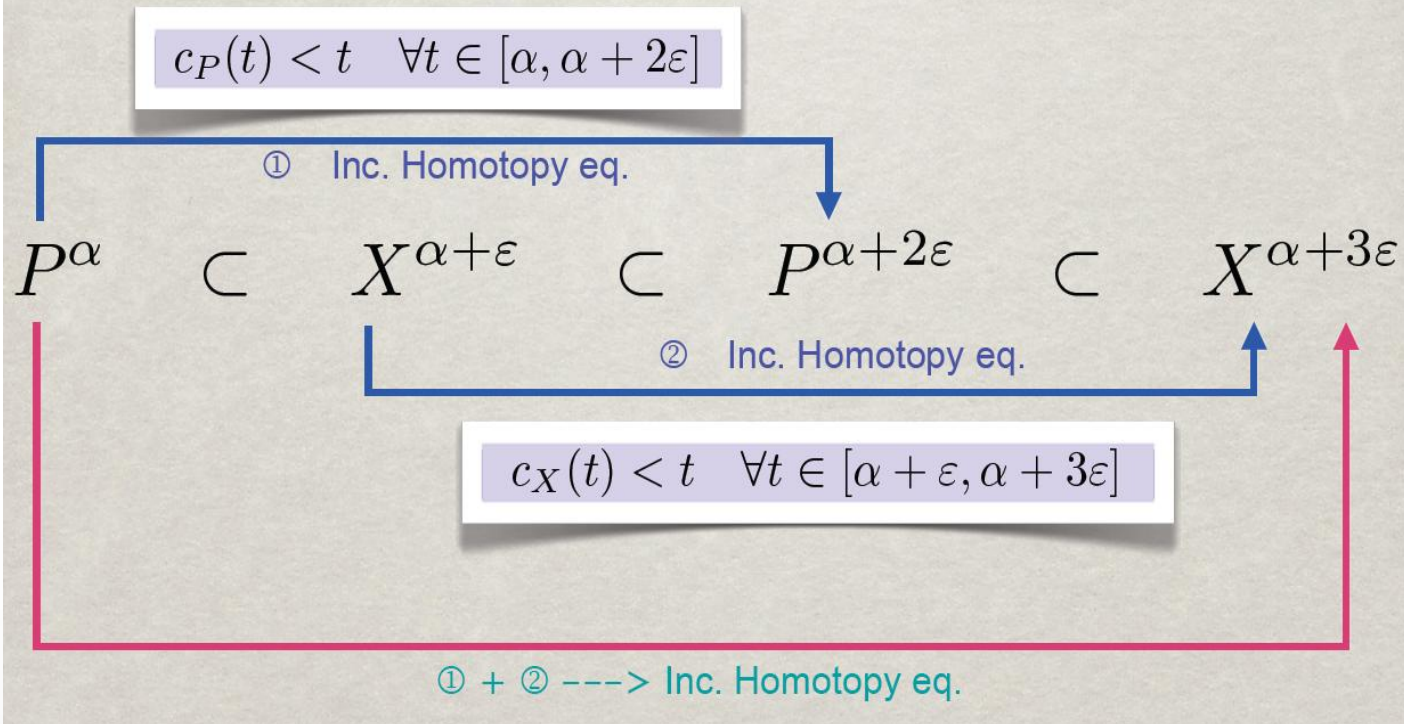 c_P(t) < t ∀t ∈ [α, α + 2ε]
① Inc. Homotopy eq.
P^α ⊂ X^{α+ε} ⊂ P^{α+2ε} ⊂ X^{α+3ε}
② Inc. Homotopy eq.
c_X(t) < t ∀t ∈ [α + ε, α + 3ε]
① + ② ---> Inc. Homotopy eq.